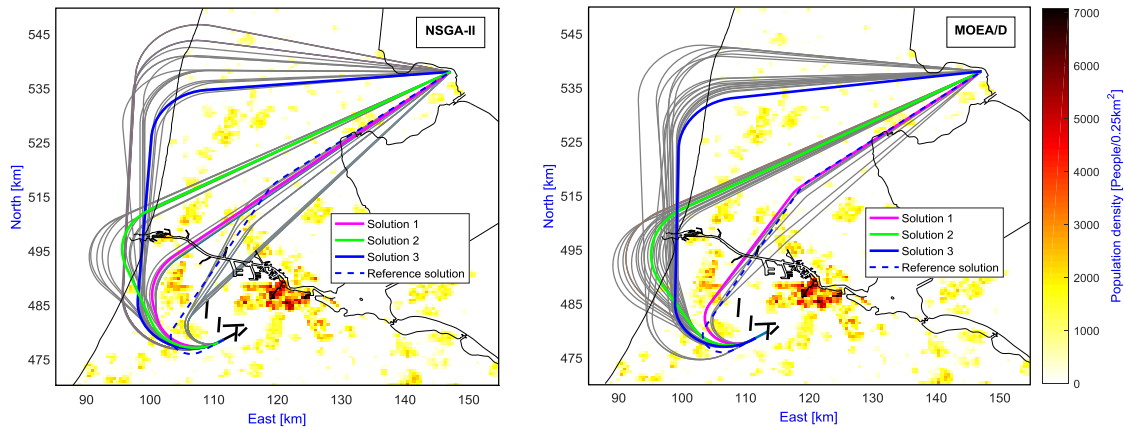 NSGA-II
545
535
525
515
505
495
485
475
North [km]
90
100
110
120
130
140
150
East [km]
Solution 1
Solution 2
Solution 3
Reference solution
MOEA/D
545
535
525
515
505
495
485
475
North [km]
90
100
110
120
130
140
150
East [km]
Solution 1
Solution 2
Solution 3
Reference solution
7000
6000
5000
4000
3000
2000
1000
0
Population density [People/0.25km²]